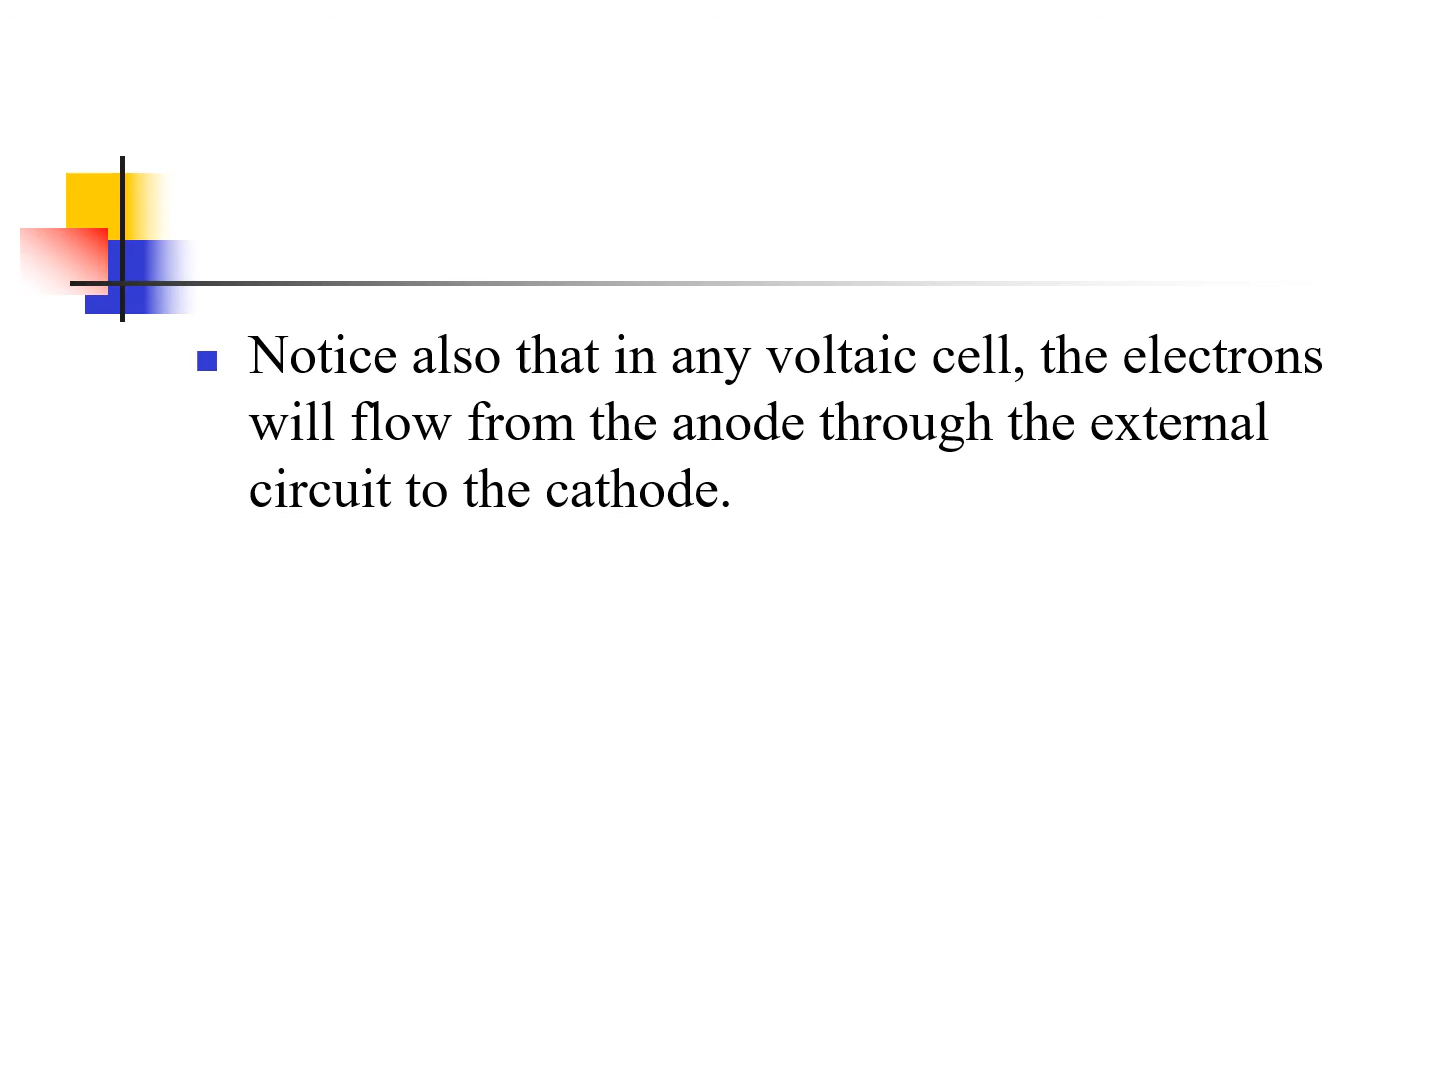 Notice also that in any voltaic cell, the electrons
will flow from the anode through the external
circuit to the cathode.